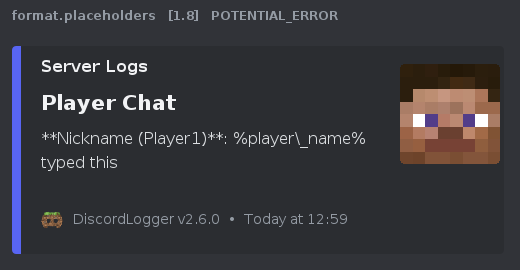 format.placeholders [1.8] POTENTIAL_ERROR
Server Logs
Player Chat
**Nickname (Player1)**: %player\_name%
typed this
DiscordLogger v2.6.0 • Today at 12:59